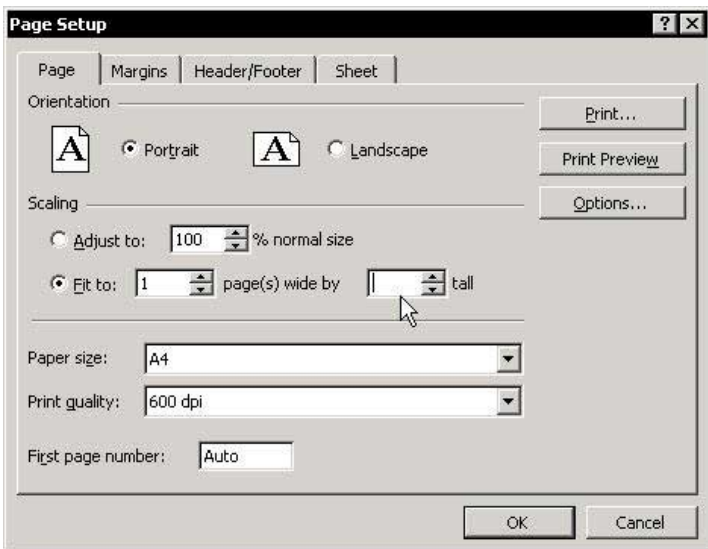 Page Setup
Page Margins Header/Footer Sheet
Orientation
A Portrait A Landscape
Print...
Print Preview
Options...
Scaling
Adjust to: 100 % normal size
Fit to: 1 page(s) wide by tall
Paper size: A4
Print quality: 600 dpi
First page number: Auto
OK Cancel